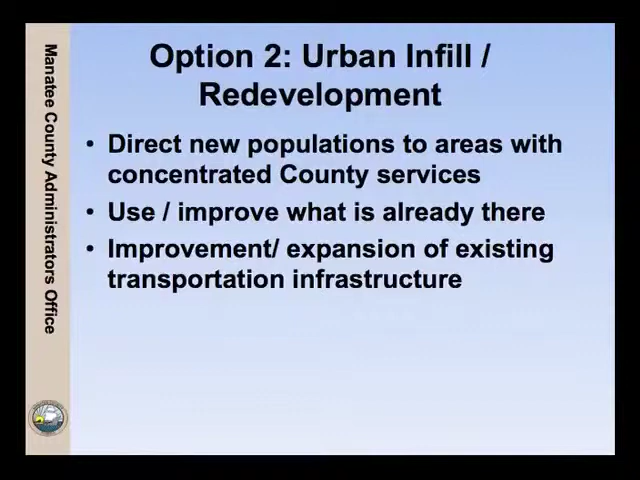 Option 2: Urban Infill /
Redevelopment
• Direct new populations to areas with
concentrated County services
• Use / improve what is already there
• Improvement/ expansion of existing
transportation infrastructure
Manatee County Administrators Office